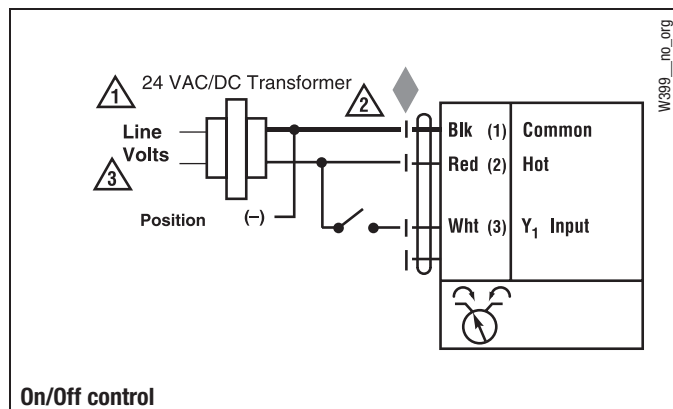 W399_on_org
1 24 VAC/DC Transformer
2
Line
Volts
3
Position (–)
Blk (1) Common
Red (2) Hot
Wht (3) Y₁ Input
On/Off control